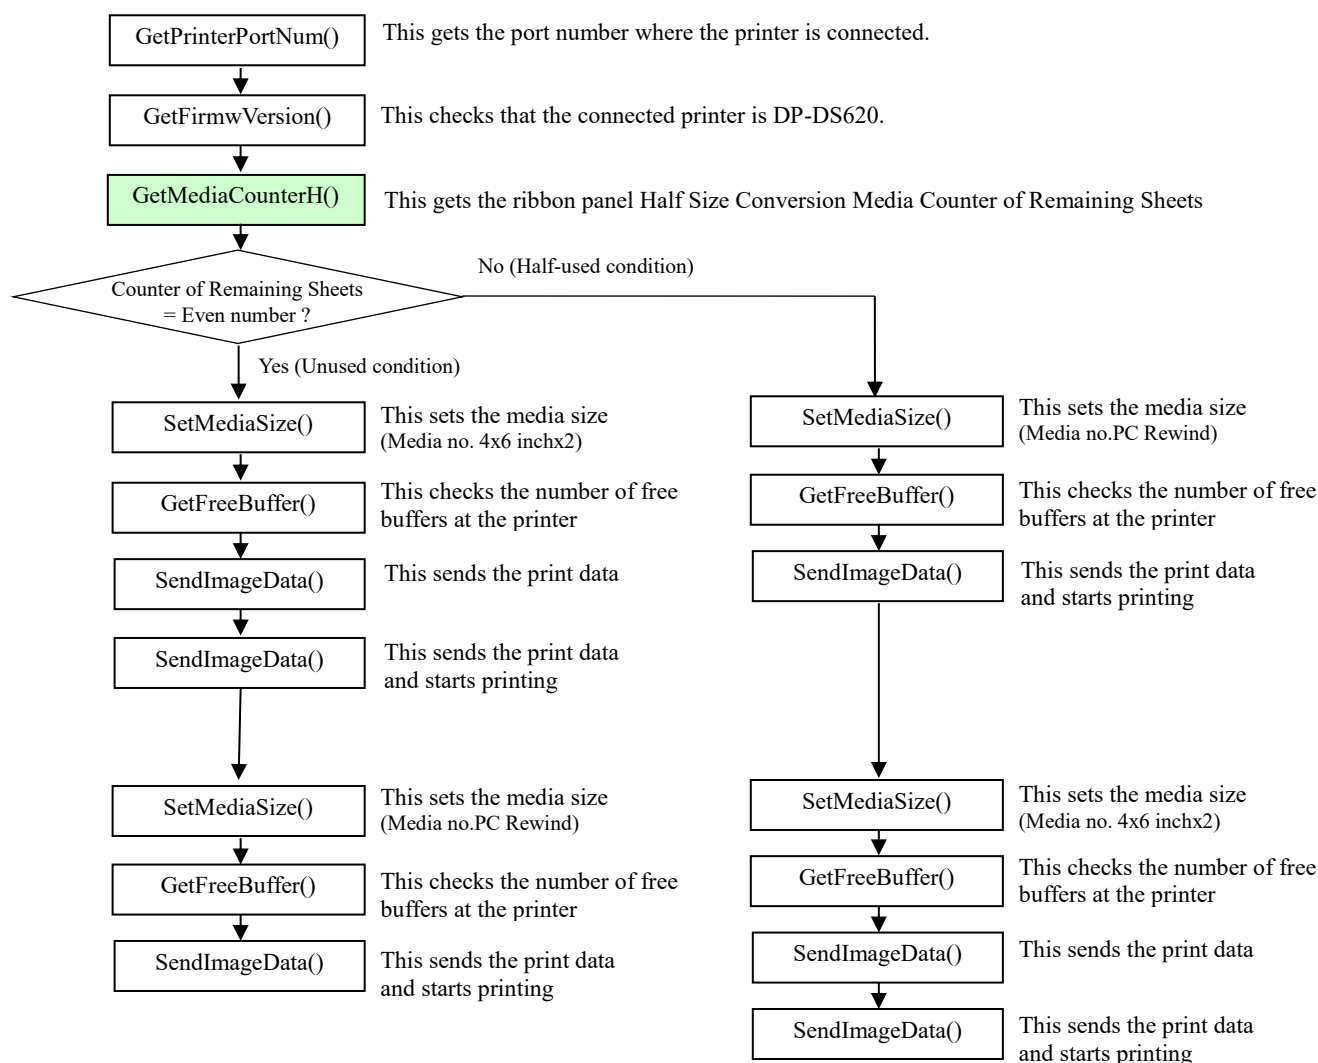 GetPrinterPortNum()
This gets the port number where the printer is connected.
GetFirmwVersion()
This checks that the connected printer is DP-DS620.
GetMediaCounterH()
This gets the ribbon panel Half Size Conversion Media Counter of Remaining Sheets
Counter of Remaining Sheets
= Even number ?
No (Half-used condition)
Yes (Unused condition)
SetMediaSize()
This sets the media size
(Media no. 4x6 inchx2)
GetFreeBuffer()
This checks the number of free
buffers at the printer
SendImageData()
This sends the print data
SendImageData()
This sends the print data
and starts printing
SetMediaSize()
This sets the media size
(Media no.PC Rewind)
GetFreeBuffer()
This checks the number of free
buffers at the printer
SendImageData()
This sends the print data
and starts printing
SetMediaSize()
This sets the media size
(Media no.PC Rewind)
GetFreeBuffer()
This checks the number of free
buffers at the printer
SendImageData()
This sends the print data
and starts printing
SetMediaSize()
This sets the media size
(Media no. 4x6 inchx2)
GetFreeBuffer()
This checks the number of free
buffers at the printer
SendImageData()
This sends the print data
SendImageData()
This sends the print data
and starts printing